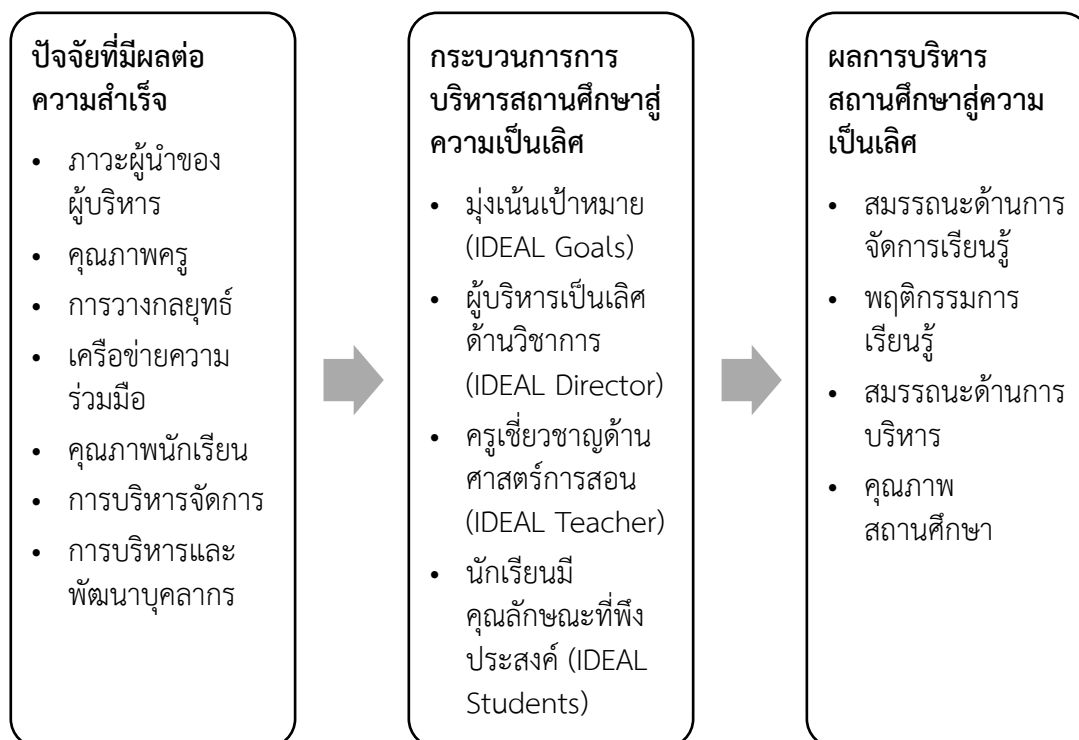 ปัจจัยที่มีผลต่อ
ความสำเร็จ
• ภาวะผู้นำของ
ผู้บริหาร
• คุณภาพครู
• การวางกลยุทธ์
• เครือข่ายความ
ร่วมมือ
• คุณภาพนักเรียน
• การบริหารจัดการ
• การบริหารและ
พัฒนาบุคลากร
กระบวนการการ
บริหารสถานศึกษาสู่
ความเป็นเลิศ
• มุ่งเน้นเป้าหมาย
(IDEAL Goals)
• ผู้บริหารเป็นเลิศ
ด้านวิชาการ
(IDEAL Director)
• ครูเชี่ยวชาญด้าน
ศาสตร์การสอน
(IDEAL Teacher)
• นักเรียนมี
คุณลักษณะที่พึง
ประสงค์ (IDEAL
Students)
ผลการบริหาร
สถานศึกษาสู่ความ
เป็นเลิศ
• สมรรถนะด้านการ
จัดการเรียนรู้
• พฤติกรรมการ
เรียนรู้
• สมรรถนะด้านการ
บริหาร
• คุณภาพ
สถานศึกษา